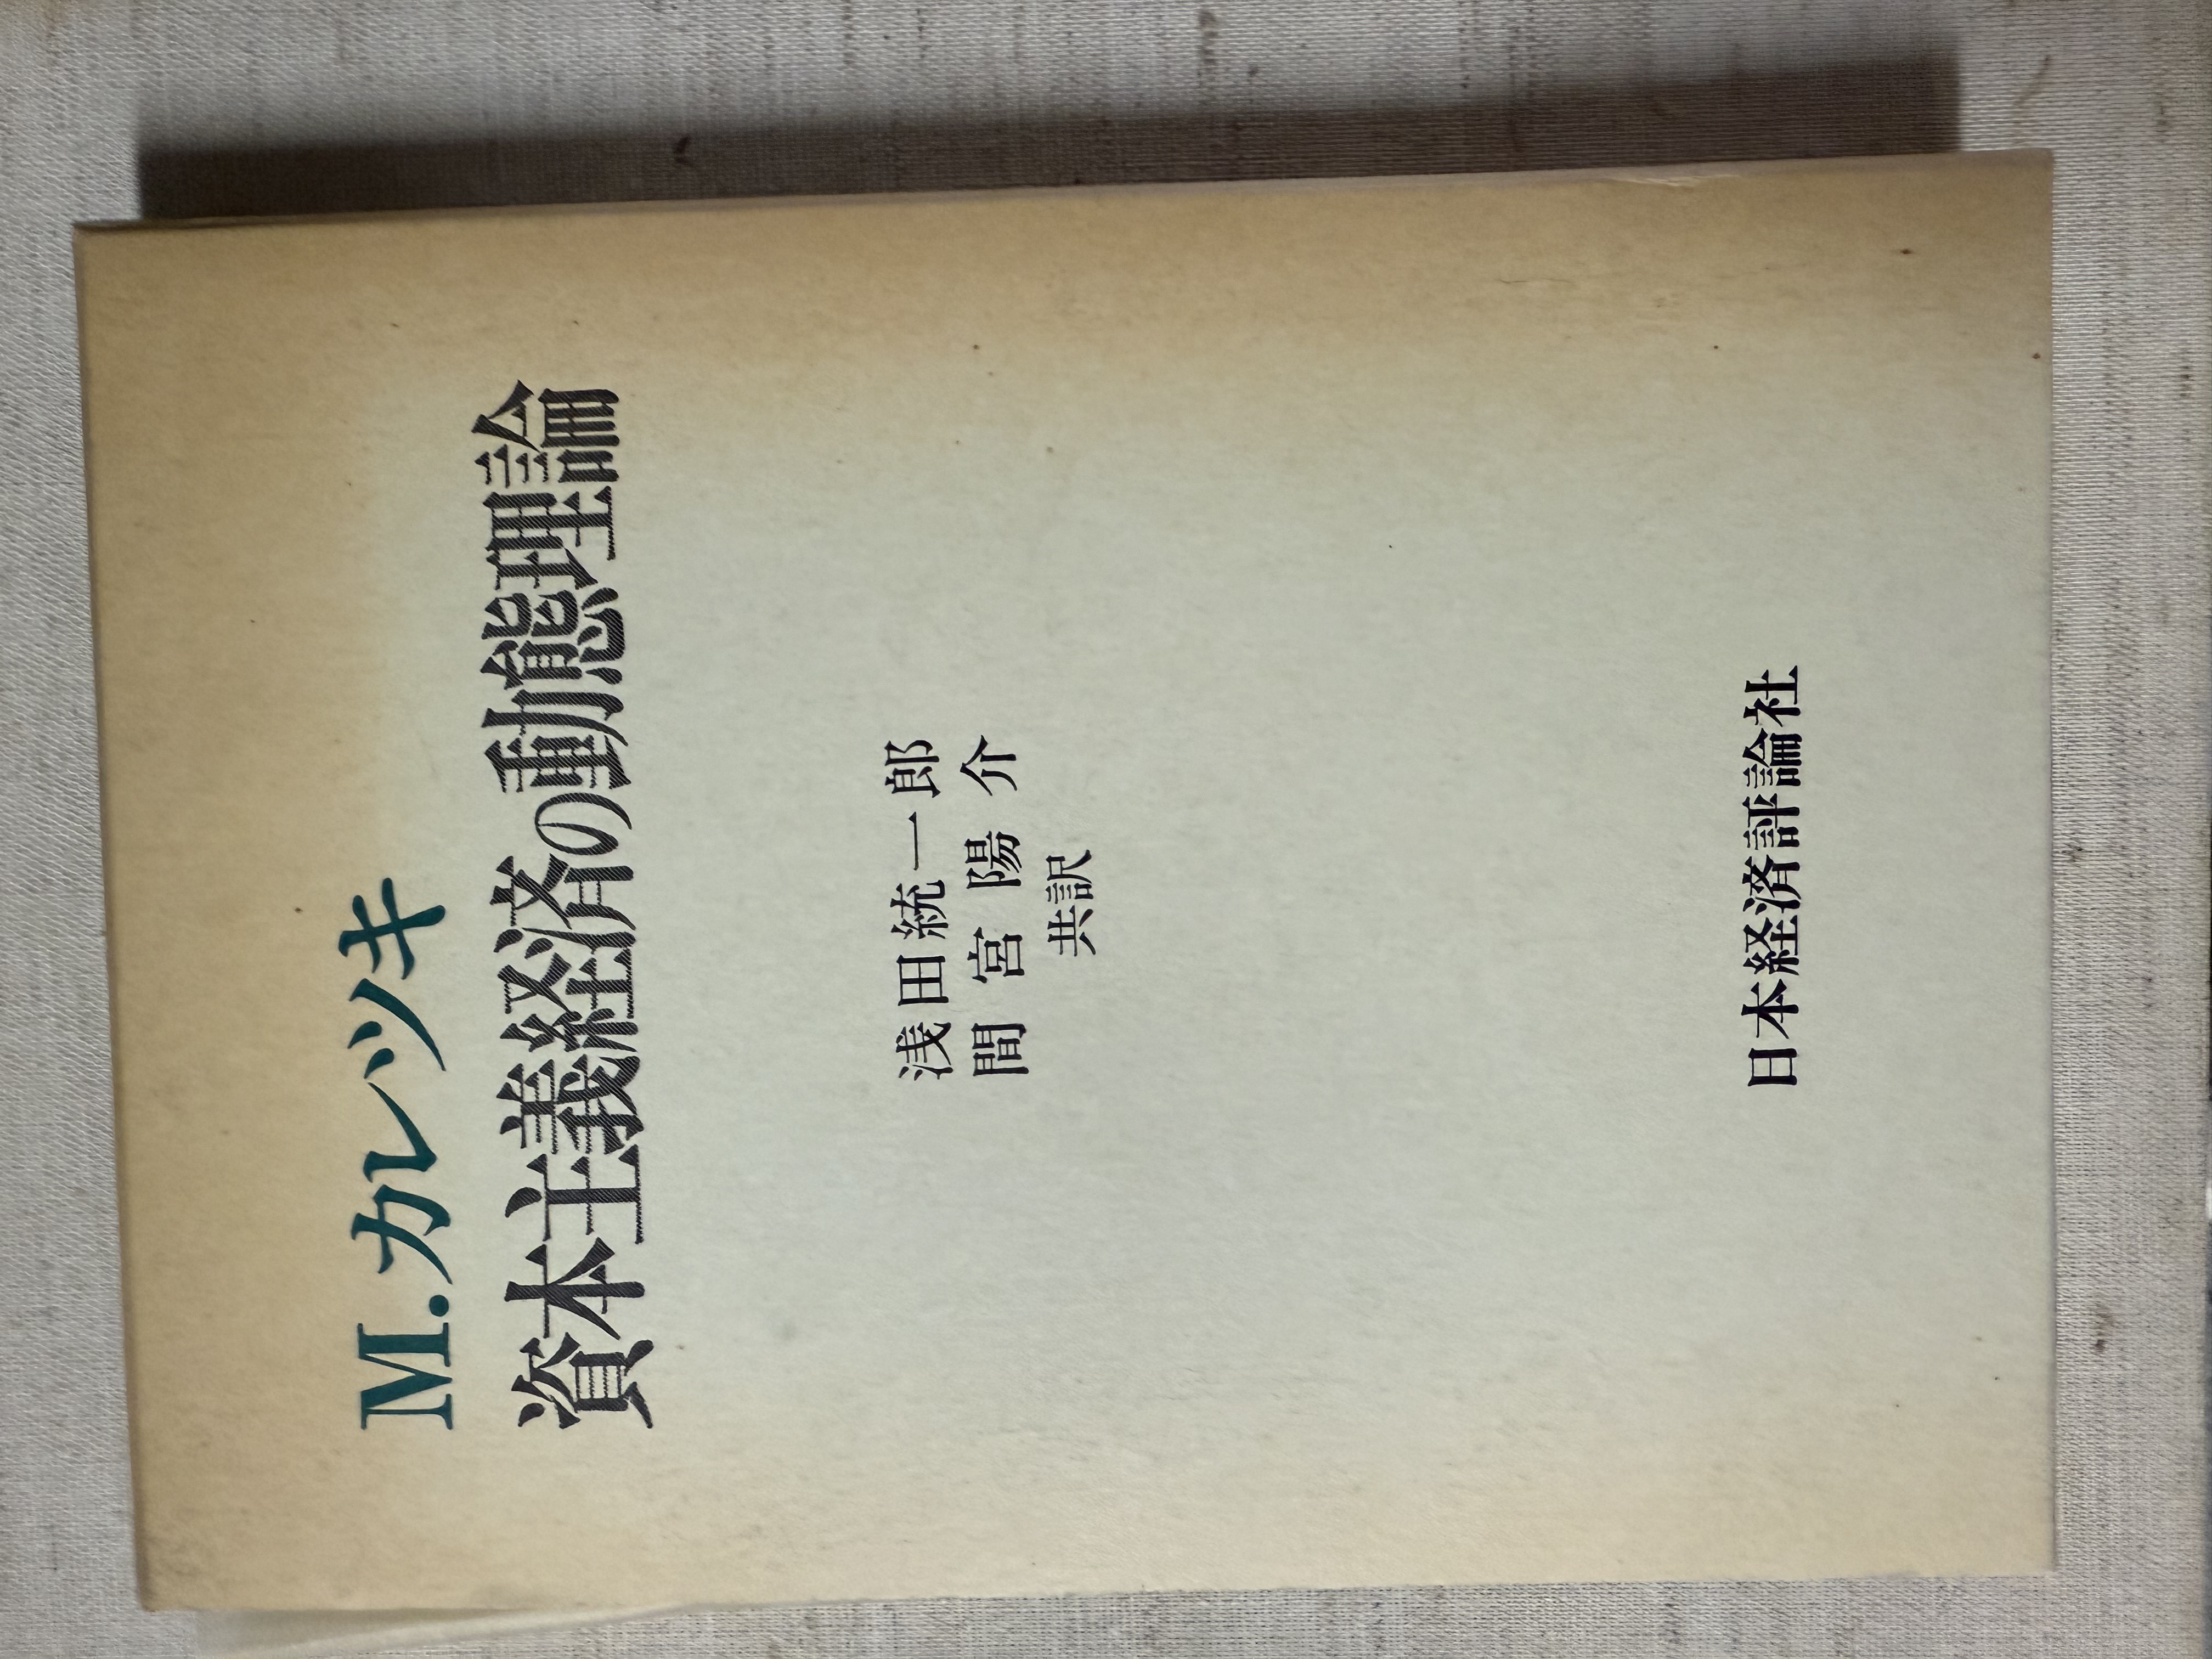 M.カレツキ
資本主義経済の動態理論
浅田統一郎
間宮陽介
共訳
日本経済評論社